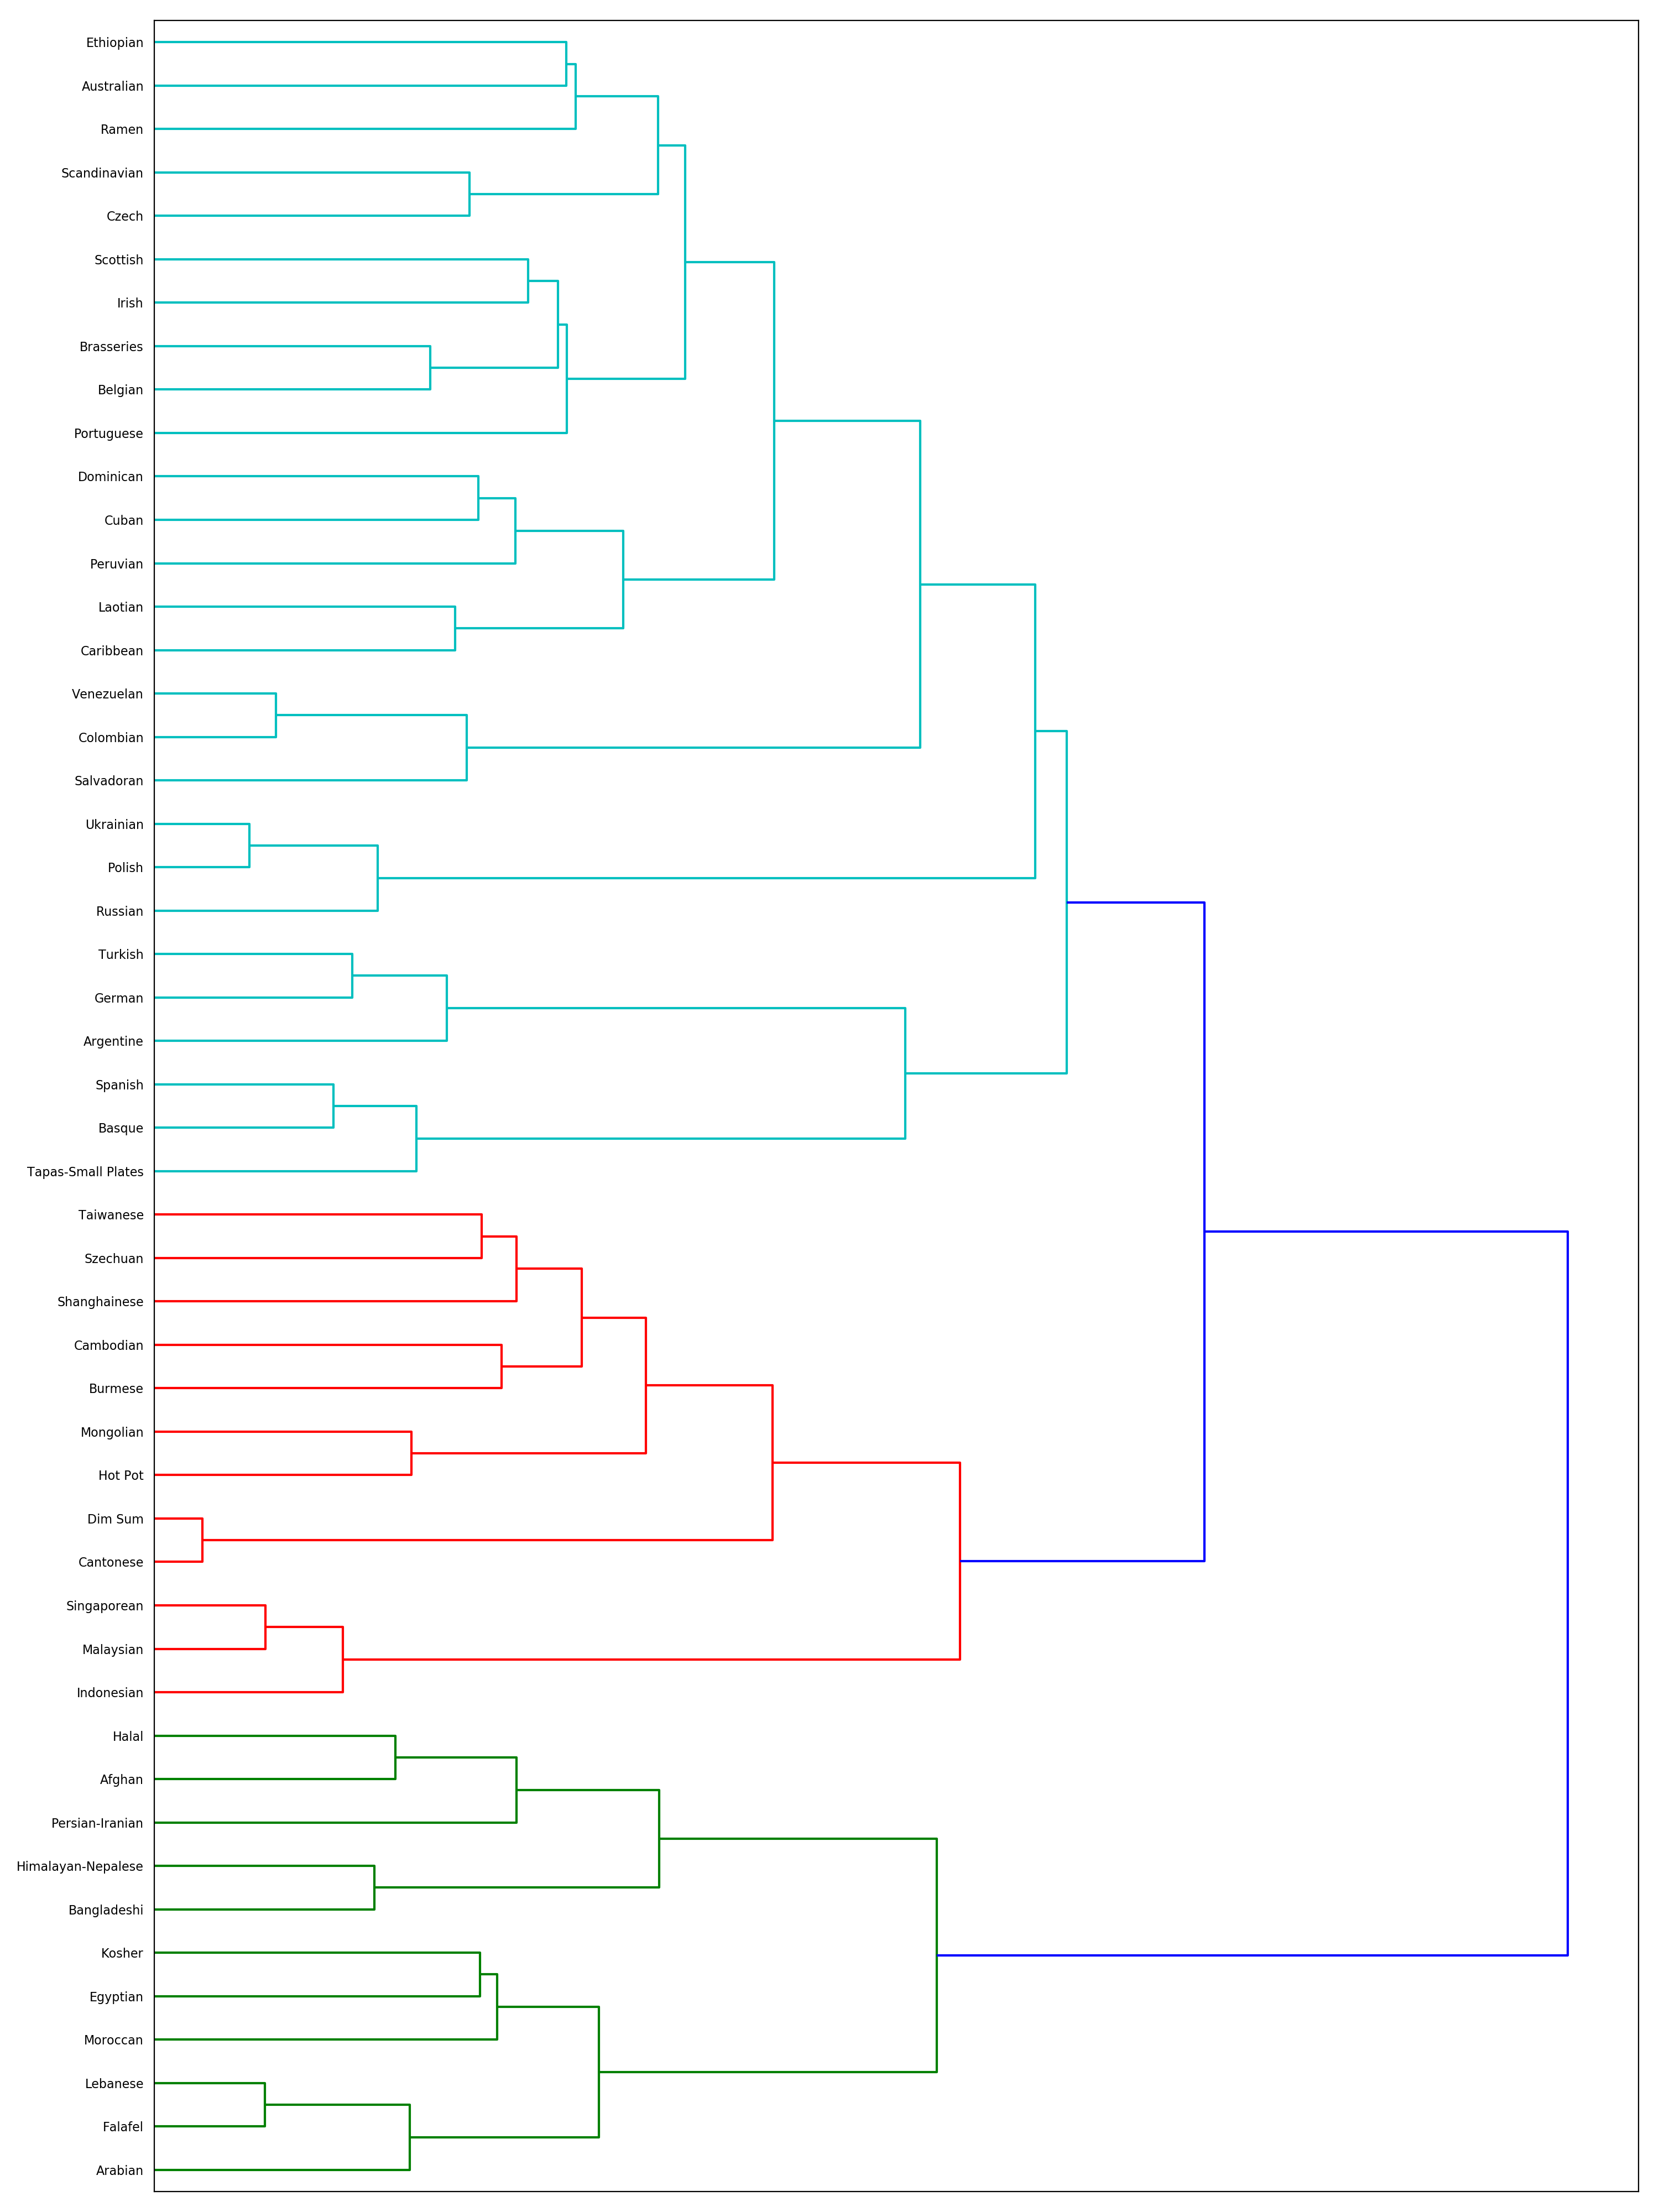 Ethiopian
Australian
Ramen
Scandinavian
Czech
Scottish
Irish
Brasseries
Belgian
Portuguese
Dominican
Cuban
Peruvian
Laotian
Caribbean
Venezuelan
Colombian
Salvadoran
Ukrainian
Polish
Russian
Turkish
German
Argentine
Spanish
Basque
Tapas-Small Plates
Taiwanese
Szechuan
Shanghainese
Cambodian
Burmese
Mongolian
Hot Pot
Dim Sum
Cantonese
Singaporean
Malaysian
Indonesian
Halal
Afghan
Persian-Iranian
Himalayan-Nepalese
Bangladeshi
Kosher
Egyptian
Moroccan
Lebanese
Falafel
Arabian